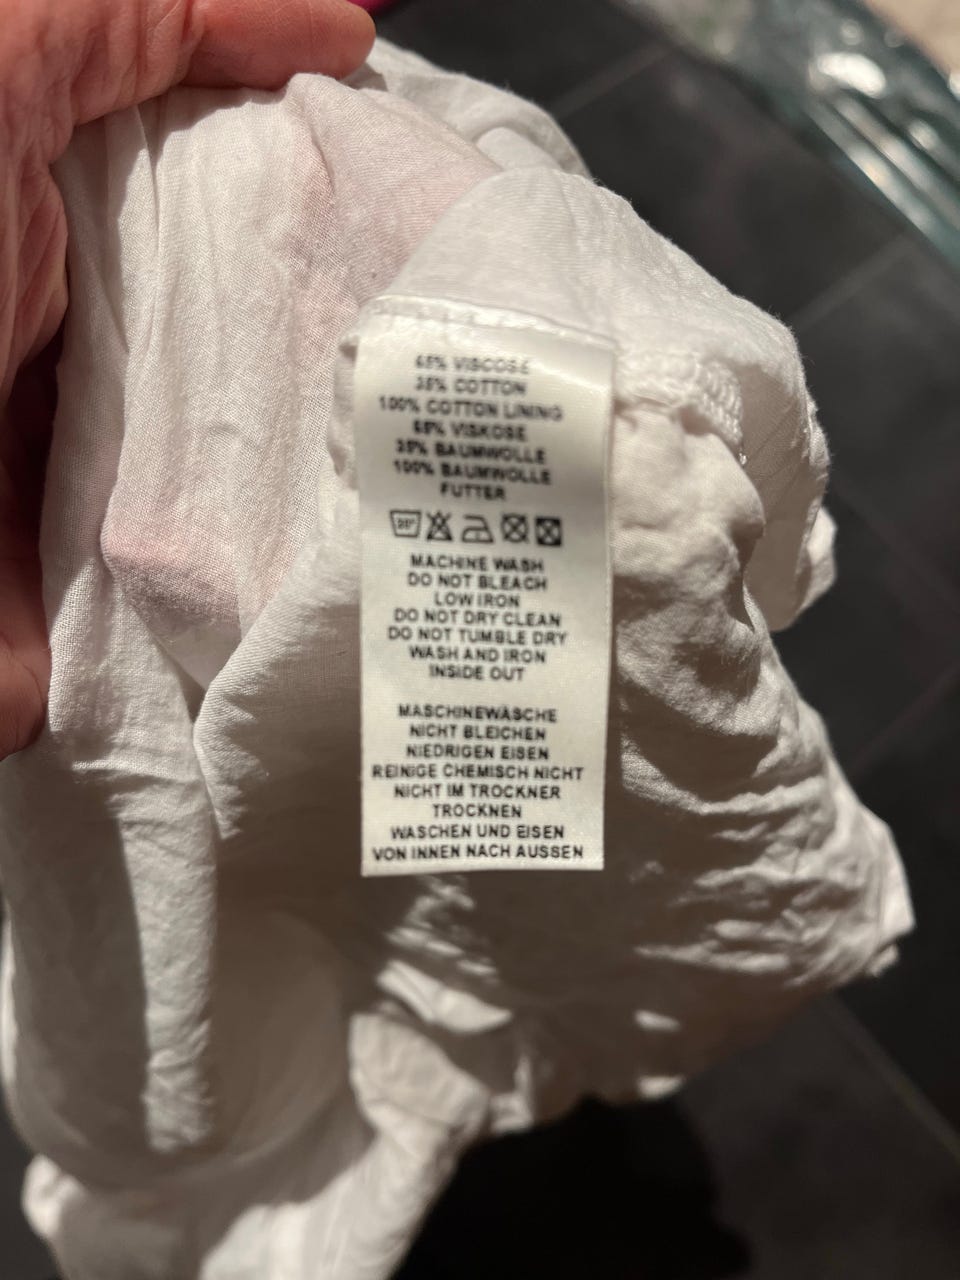 65% VISCOSE
35% COTTON
100% COTTON LINING
65% VISKOSE
35% BAUMWOLLE
100% BAUMWOLLE
FUTTER
30°
MACHINE WASH
DO NOT BLEACH
LOW IRON
DO NOT DRY CLEAN
DO NOT TUMBLE DRY
WASH AND IRON
INSIDE OUT
MASCHINEWÄSCHE
NICHT BLEICHEN
NIEDRIGEN EISEN
REINIGE CHEMISCH NICHT
NICHT IM TROCKNER
TROCKNEN
WASCHEN UND EISEN
VON INNEN NACH AUSSEN